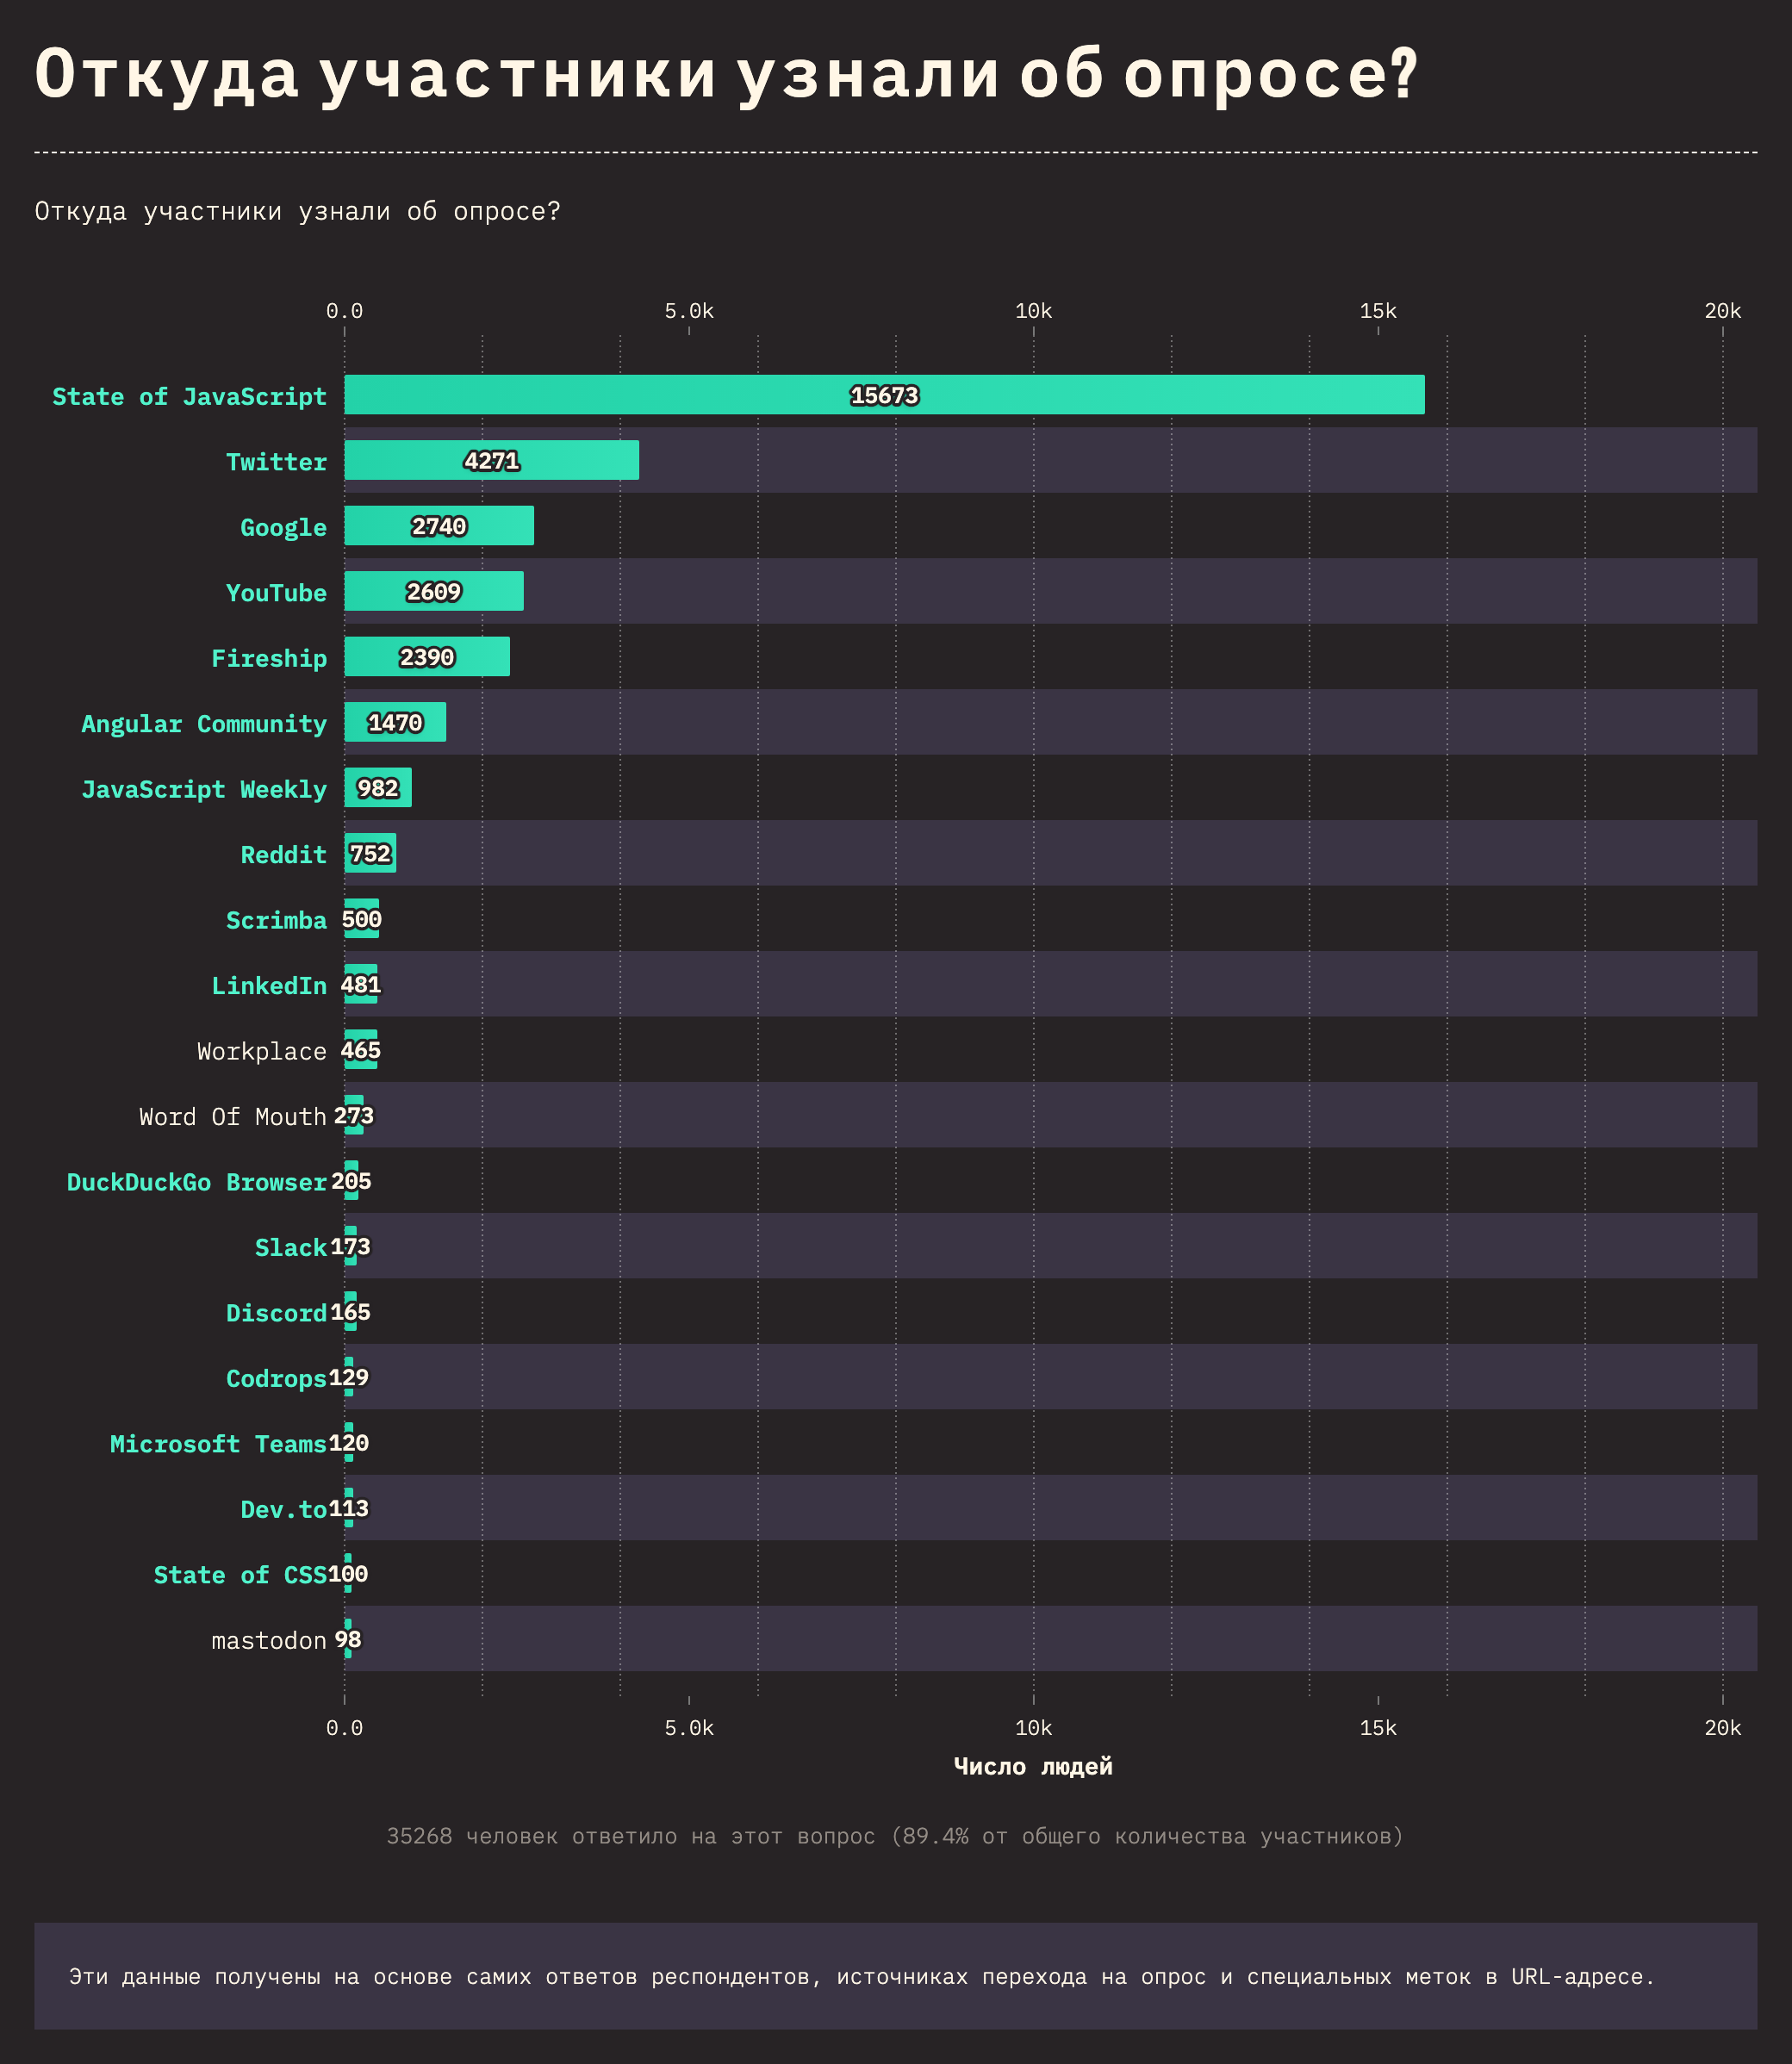 Откуда участники узнали об опросе?
Откуда участники узнали об опросе?
0.0 5.0k 10k 15k 20k
State of JavaScript 15673
Twitter 4271
Google 2740
YouTube 2609
Fireship 2390
Angular Community 1470
JavaScript Weekly 982
Reddit 752
Scrimba 500
LinkedIn 481
Workplace 465
Word Of Mouth 273
DuckDuckGo Browser 205
Slack 173
Discord 165
Codrops 129
Microsoft Teams 120
Dev.to 113
State of CSS 100
mastodon 98
0.0 5.0k 10k 15k 20k
Число людей
35268 человек ответило на этот вопрос (89.4% от общего количества участников)
Эти данные получены на основе самих ответов респондентов, источниках перехода на опрос и специальных меток в URL-адресе.